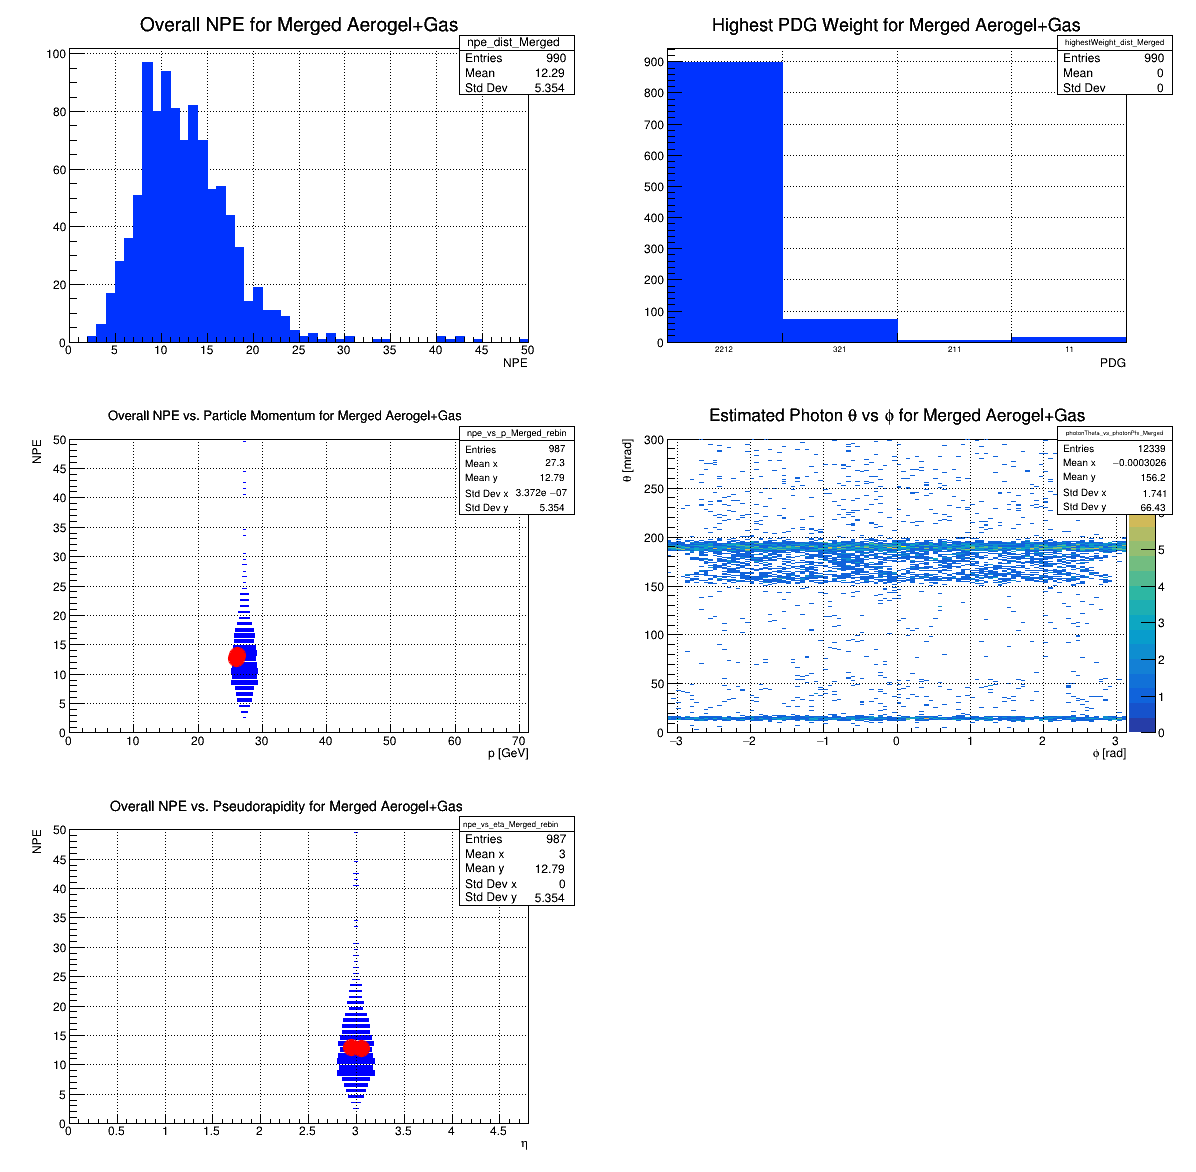 Overall NPE for Merged Aerogel+Gas
npe_dist_Merged
Entries 990
Mean 12.29
Std Dev 5.354
100
80
60
40
20
0
0 5 10 15 20 25 30 35 40 45 50
NPE
Highest PDG Weight for Merged Aerogel+Gas
highestWeight_dist_Merged
Entries 990
Mean 0
Std Dev 0
900
800
700
600
500
400
300
200
100
0
2212 321 211 11
PDG
Overall NPE vs. Particle Momentum for Merged Aerogel+Gas
npe_vs_p_Merged_rebin
Entries 987
Mean x 27.3
Mean y 12.79
Std Dev x 3.372e −07
Std Dev y 5.354
NPE
50
45
40
35
30
25
20
15
10
5
0
0 10 20 30 40 50 60 70
p [GeV]
Estimated Photon θ vs ϕ for Merged Aerogel+Gas
photonTheta_vs_photonPhi_Merged
Entries 12339
Mean x −0.0003026
Mean y 156.2
Std Dev x 1.741
Std Dev y 66.43
θ [mrad]
300
250
200
150
100
50
0
−3 −2 −1 0 1 2 3
ϕ [rad]
5
4
3
2
1
0
Overall NPE vs. Pseudorapidity for Merged Aerogel+Gas
npe_vs_eta_Merged_rebin
Entries 987
Mean x 3
Mean y 12.79
Std Dev x 0
Std Dev y 5.354
NPE
50
45
40
35
30
25
20
15
10
5
0
0 0.5 1 1.5 2 2.5 3 3.5 4 4.5
η